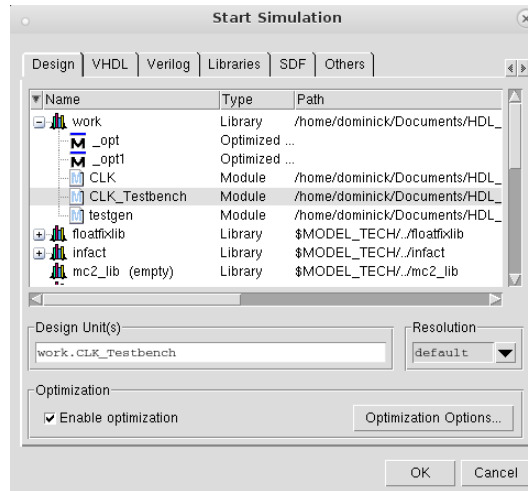 Start Simulation
Design VHDL Verilog Libraries SDF Others
Name Type Path
work Library /home/dominick/Documents/HDL_
_opt Optimized ...
_opt1 Optimized ...
CLK Module /home/dominick/Documents/HDL_
CLK_Testbench Module /home/dominick/Documents/HDL_
testgen Module /home/dominick/Documents/HDL_
floatfixlib Library $MODEL_TECH/../floatfixlib
infact Library $MODEL_TECH/../infact
mc2_lib (empty) Library $MODEL_TECH/../mc2_lib
Design Unit(s)
work.CLK_Testbench
Resolution
default
Optimization
Enable optimization
Optimization Options...
OK Cancel